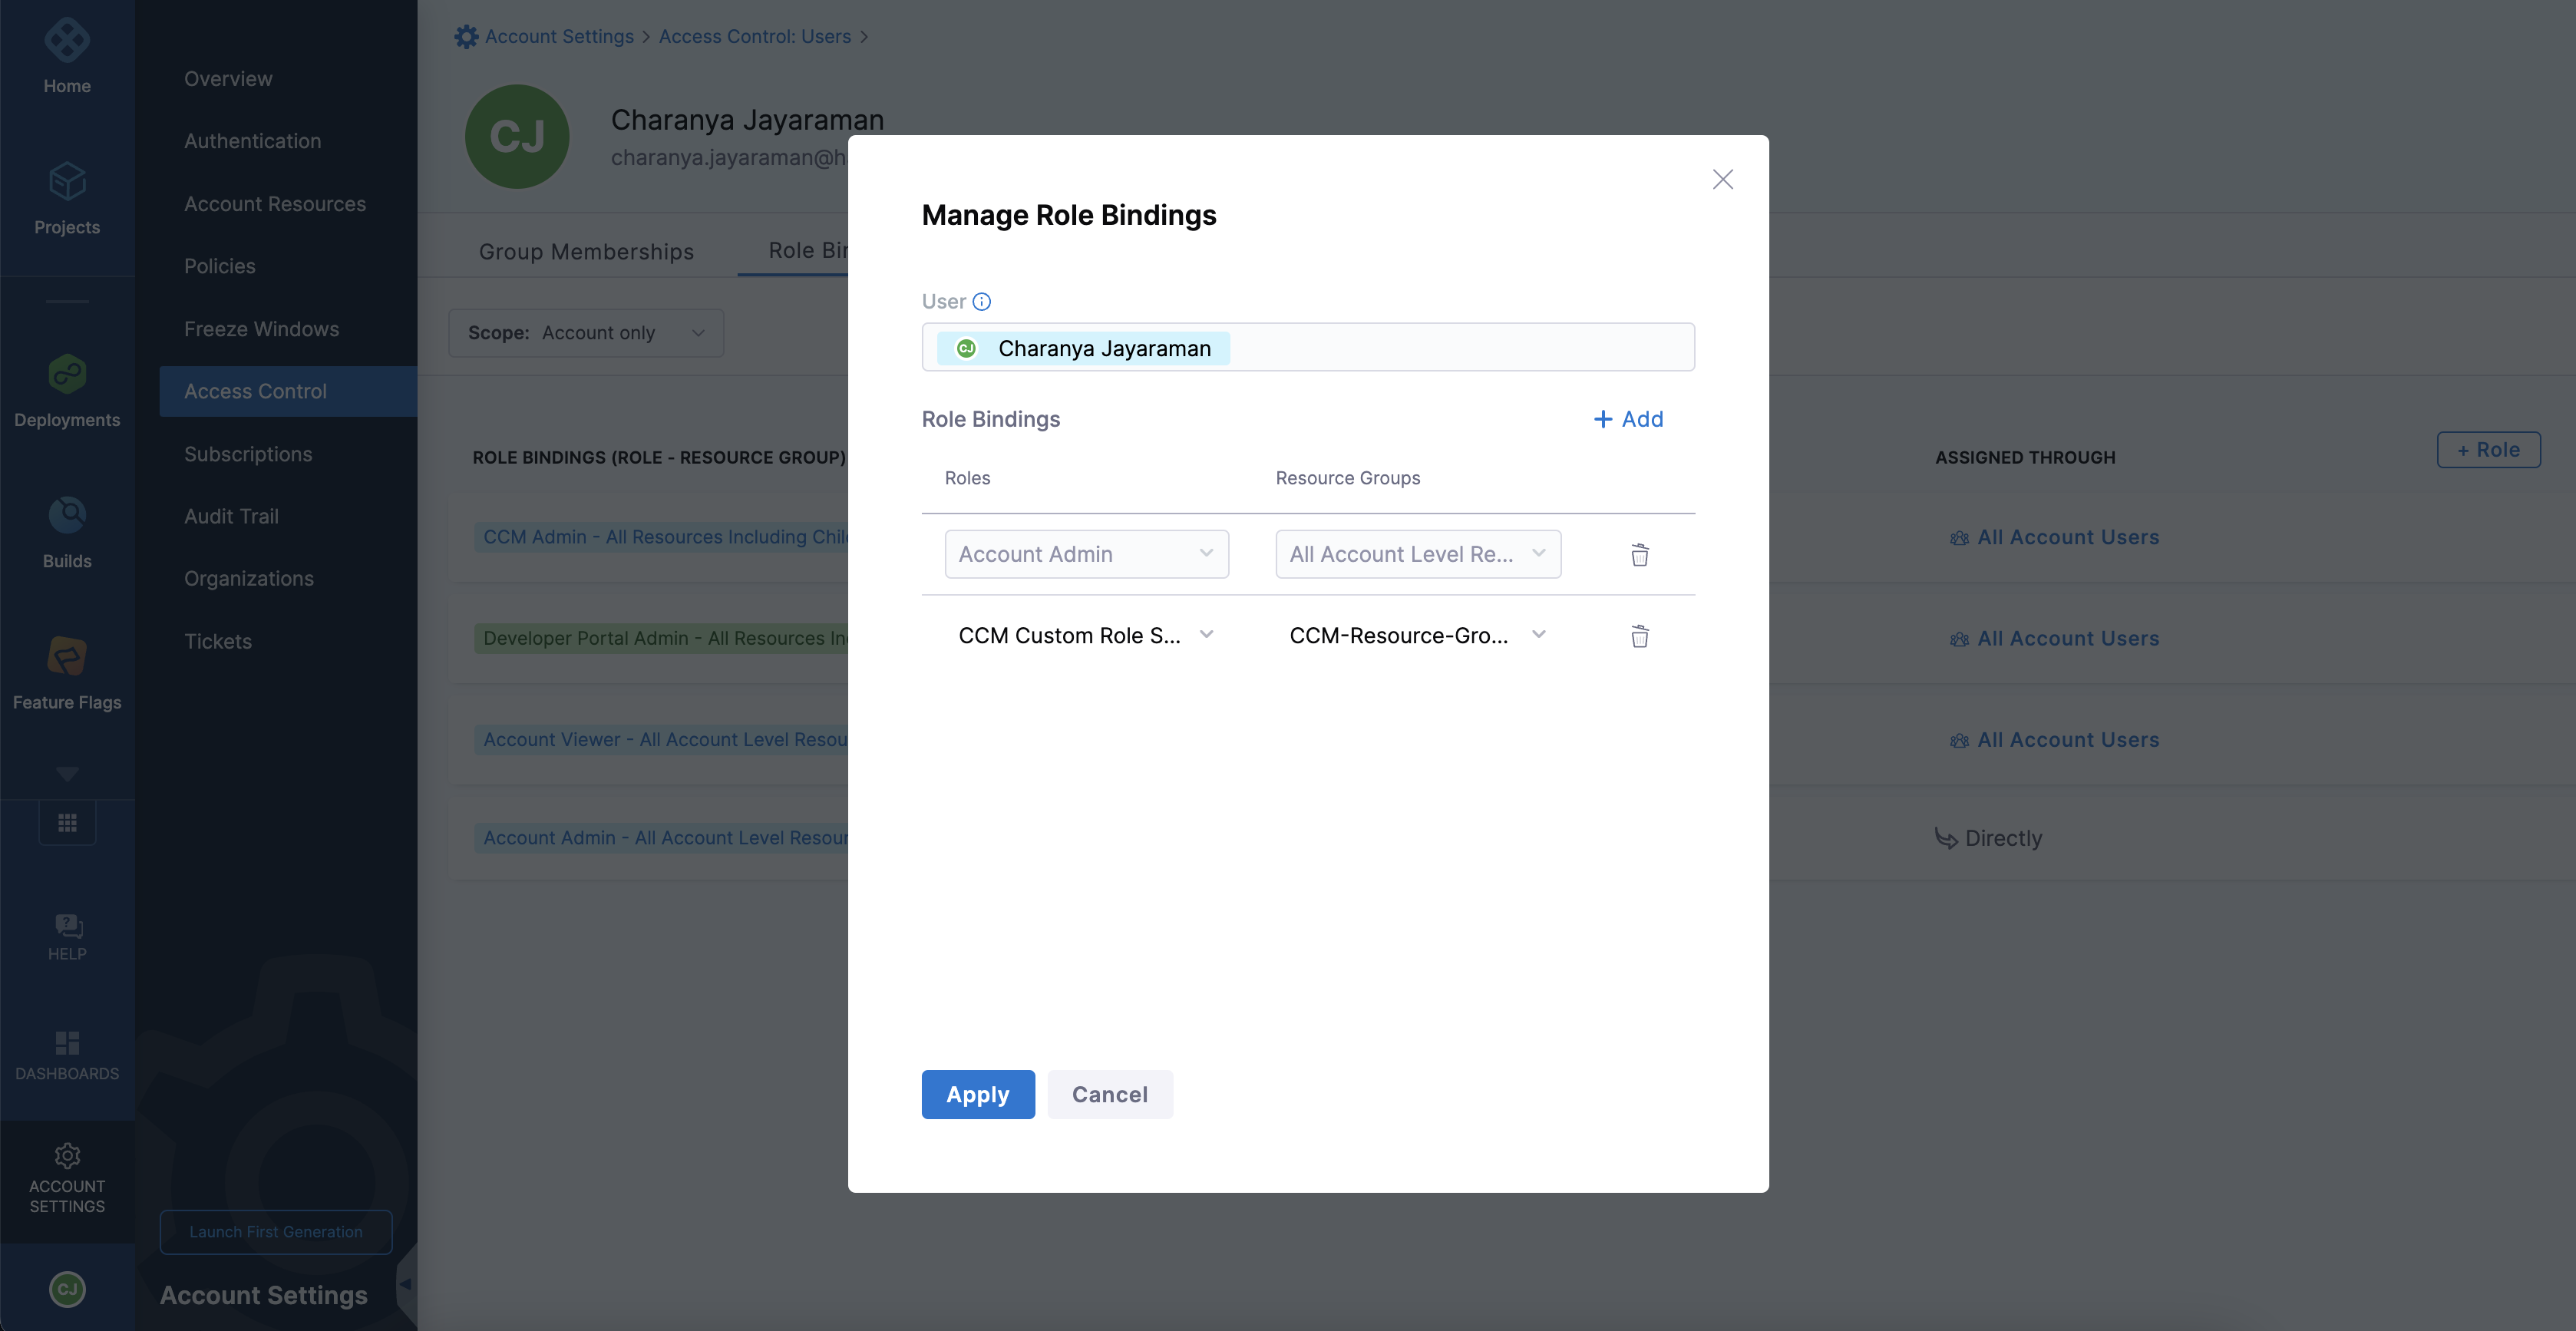 Home
Projects
Deployments
Builds
Feature Flags
HELP
DASHBOARDS
ACCOUNT
SETTINGS
CJ
Overview
Authentication
Account Resources
Policies
Freeze Windows
Access Control
Subscriptions
Audit Trail
Organizations
Tickets
Launch First Generation
Account Settings
Account Settings > Access Control: Users >
CJ
Charanya Jayaraman
charanya.jayaraman@h
Group Memberships
Role Bin
Scope: Account only
ROLE BINDINGS (ROLE - RESOURCE GROUP)
ASSIGNED THROUGH
+ Role
CCM Admin - All Resources Including Chil
All Account Users
Developer Portal Admin - All Resources In
All Account Users
Account Viewer - All Account Level Resou
All Account Users
Account Admin - All Account Level Resour
Directly
Manage Role Bindings
User
CJ Charanya Jayaraman
Role Bindings
+ Add
Roles
Resource Groups
Account Admin
All Account Level Re...
CCM Custom Role S...
CCM-Resource-Gro...
Apply
Cancel